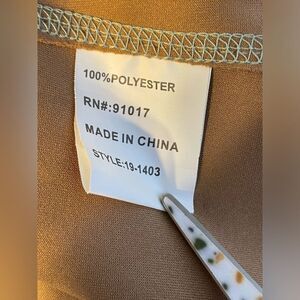 100%POLYESTER
RN#:91017
MADE IN CHINA
STYLE:19-1403